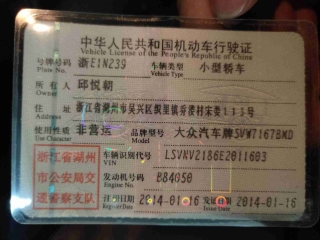 中华人民共和国机动车行驶证
Vehicle License of the People's Republic of China
号牌号码 浙E1N239 车辆类型 小型轿车
Plate No. Vehicle Type
所有人 邱悦朝
Owner
住址 浙江省湖州市吴兴区织里镇香楼村宋娄135号
Address
使用性质 非营运 品牌型号 大众汽车牌SVW7167BMD
Use Character Model
浙江省湖州
市公安局交
通警察支队
车辆识别代号 LSVNV2186E2011603
VIN
发动机号码 B84050
Engine No.
注册日期 2014-01-16 发证日期 2014-01-16
Register Date Issue Date